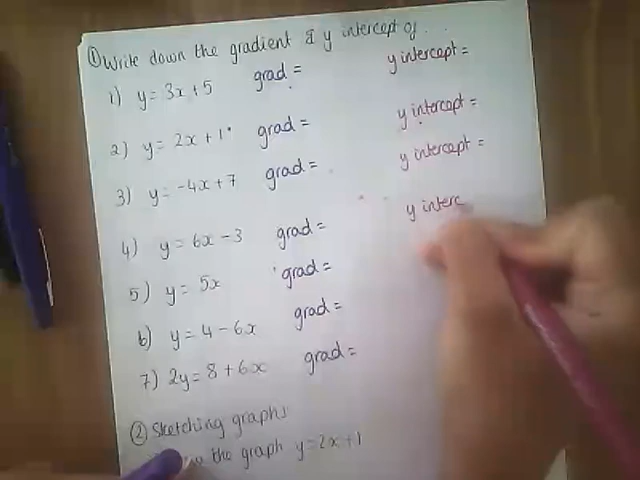 ① Write down the gradient & y intercept of . . .
1) y = 3x + 5 grad = y intercept =
2) y = 2x + 1 grad = y intercept =
3) y = -4x + 7 grad = y intercept =
4) y = 6x - 3 grad = y interc
5) y = 5x grad =
6) y = 4 - 6x grad =
7) 2y = 8 + 6x grad =
② Sketching graphs
the graph y = 2x + 1